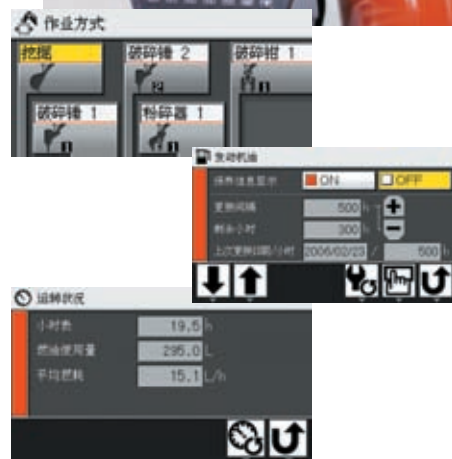 作业方式
挖掘 破碎锤 2 破碎钳 1
破碎锤 1 粉碎器 1
发动机油
保养信息显示 ON OFF
更换间隔 500 h
剩余小时 300 h
上次更换日期/小时 2006/02/23 / 500 h
运转状况
小时表 19.5 h
燃油使用量 295.0 L
平均燃耗 15.1 L/h